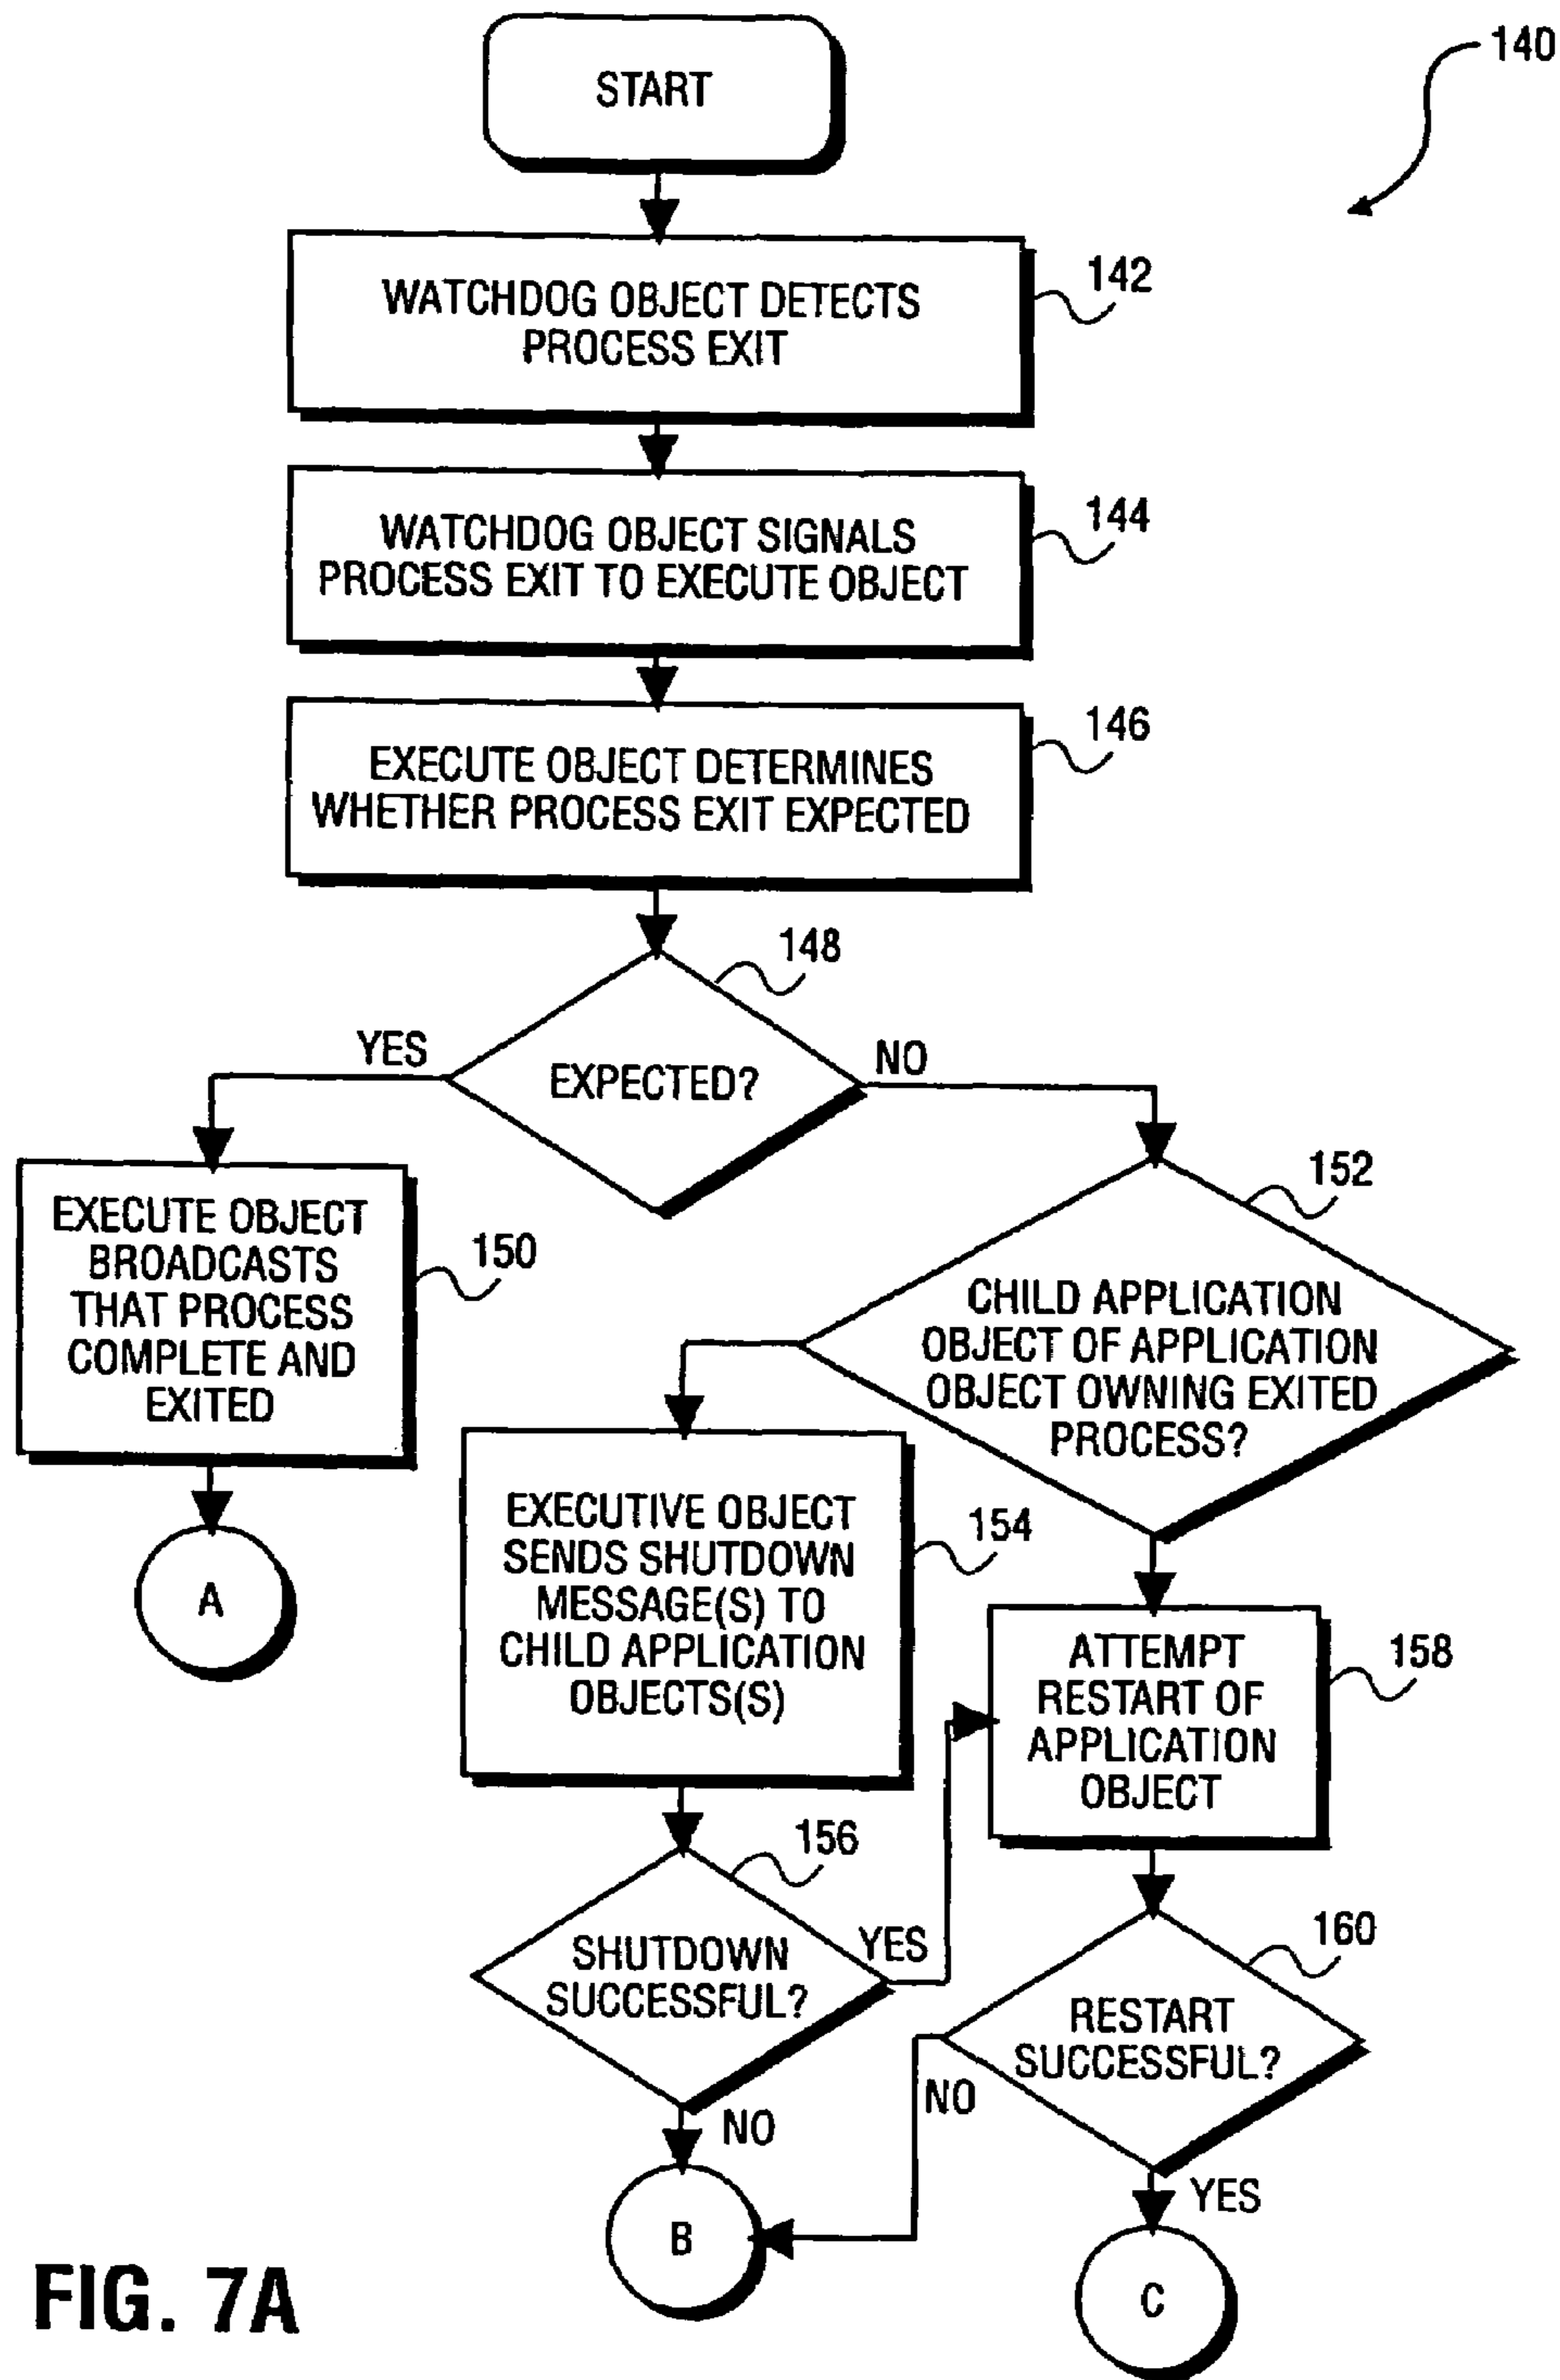 START
140
WATCHDOG OBJECT DETECTS
PROCESS EXIT
142
WATCHDOG OBJECT SIGNALS
PROCESS EXIT TO EXECUTE OBJECT
144
EXECUTE OBJECT DETERMINES
WHETHER PROCESS EXIT EXPECTED
146
148
YES
EXPECTED?
NO
EXECUTE OBJECT
BROADCASTS
THAT PROCESS
COMPLETE AND
EXITED
150
A
152
CHILD APPLICATION
OBJECT OF APPLICATION
OBJECT OWNING EXITED
PROCESS?
EXECUTIVE OBJECT
SENDS SHUTDOWN
MESSAGE(S) TO
CHILD APPLICATION
OBJECTS(S)
154
ATTEMPT
RESTART OF
APPLICATION
OBJECT
158
156
SHUTDOWN
SUCCESSFUL?
YES
NO
160
RESTART
SUCCESSFUL?
NO
YES
B
C
FIG. 7A